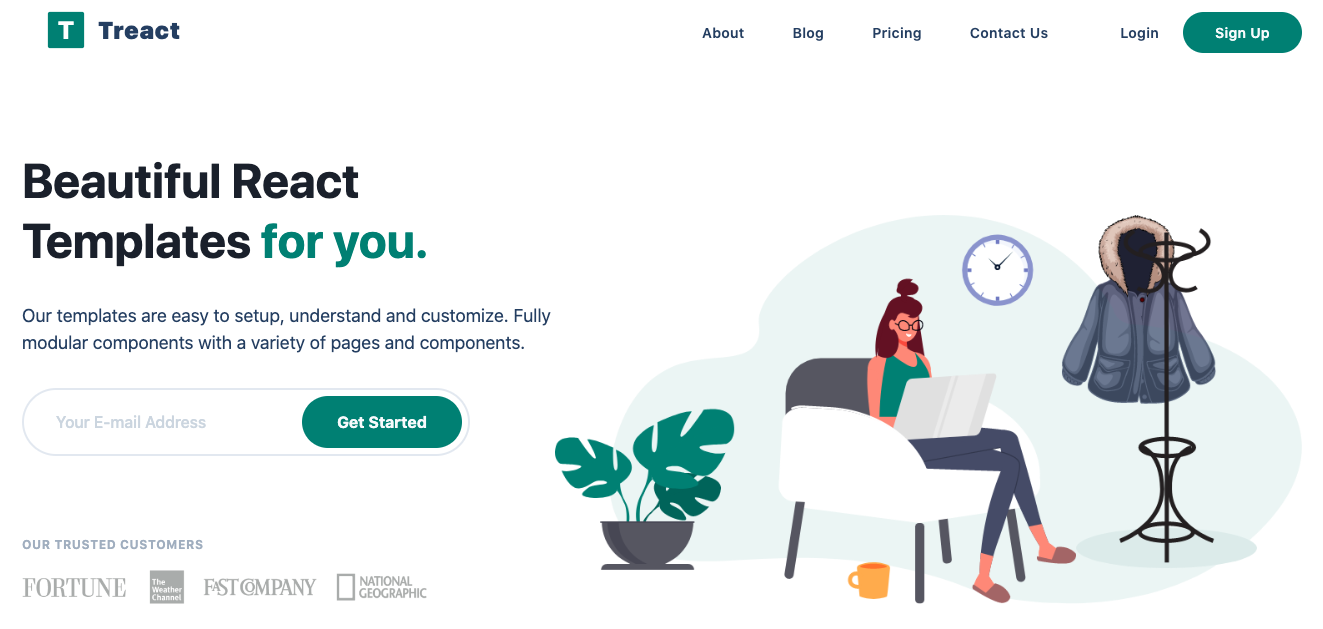 T Treact
About Blog Pricing Contact Us Login Sign Up
Beautiful React
Templates for you.
Our templates are easy to setup, understand and customize. Fully
modular components with a variety of pages and components.
Your E-mail Address Get Started
OUR TRUSTED CUSTOMERS
FORTUNE
The
Weather
Channel
FAST COMPANY
NATIONAL
GEOGRAPHIC